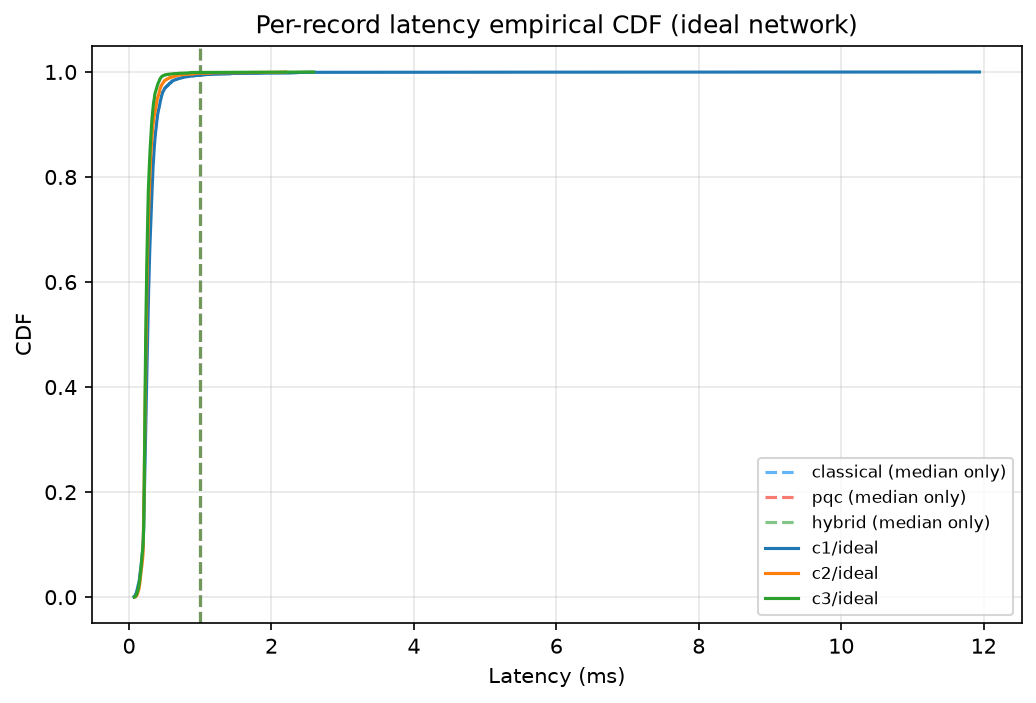 Per-record latency empirical CDF (ideal network)
1.0
0.8
0.6
0.4
0.2
0.0
CDF
0
2
4
6
8
10
12
Latency (ms)
classical (median only)
pqc (median only)
hybrid (median only)
c1/ideal
c2/ideal
c3/ideal